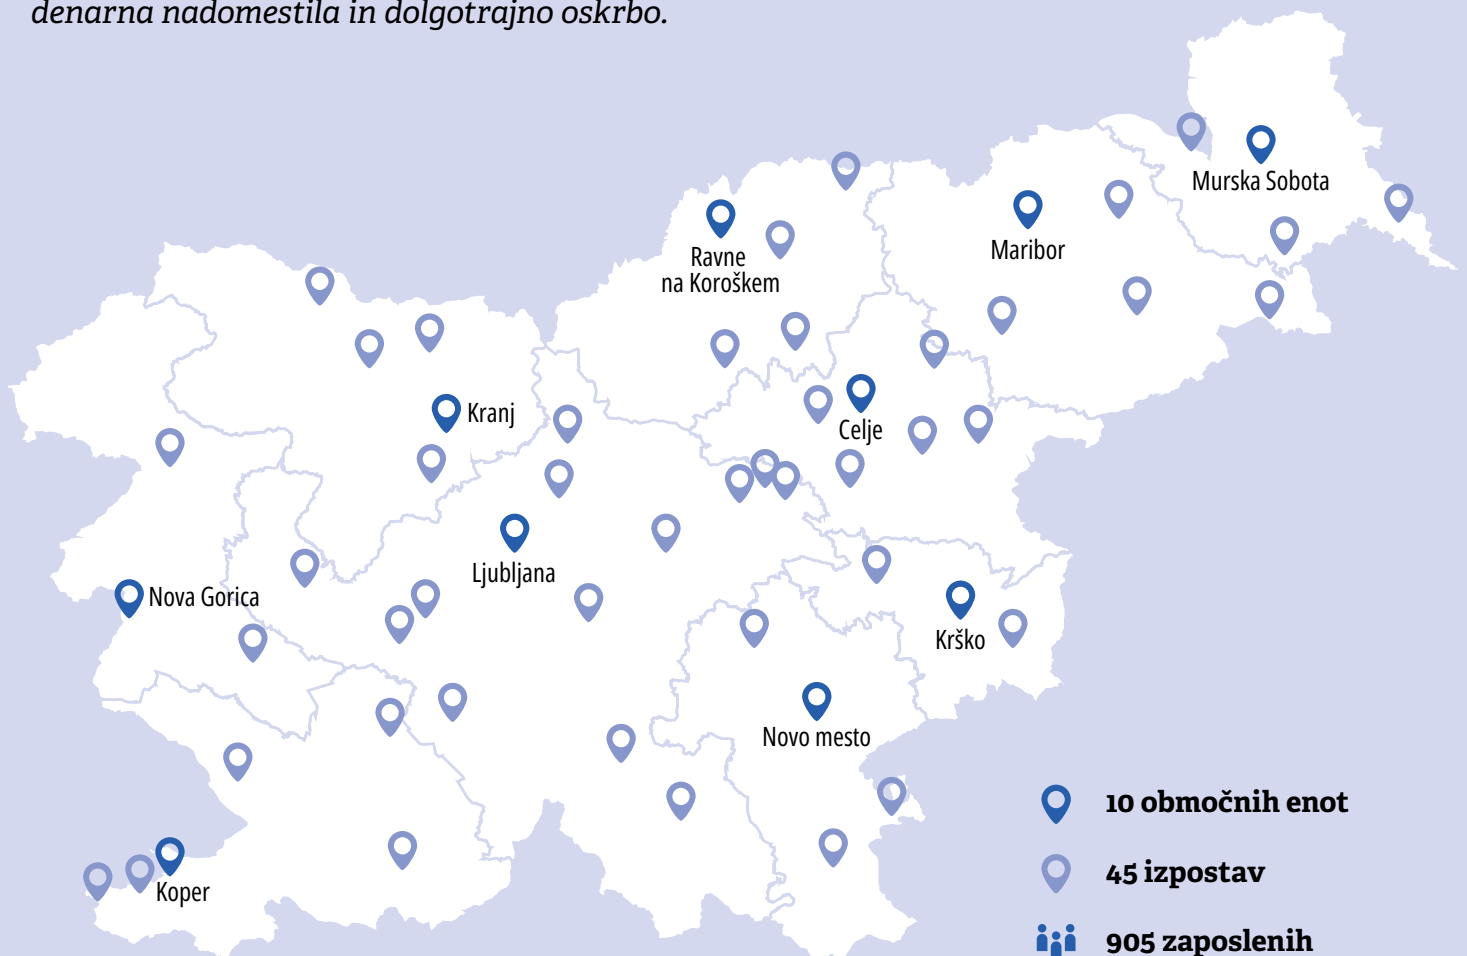 denarna nadomestila in dolgotrajno oskrbo.
Murska Sobota
Maribor
Ravne
na Koroškem
Kranj
Celje
Ljubljana
Nova Gorica
Krško
Novo mesto
Koper
10 območnih enot
45 izpostav
905 zaposlenih